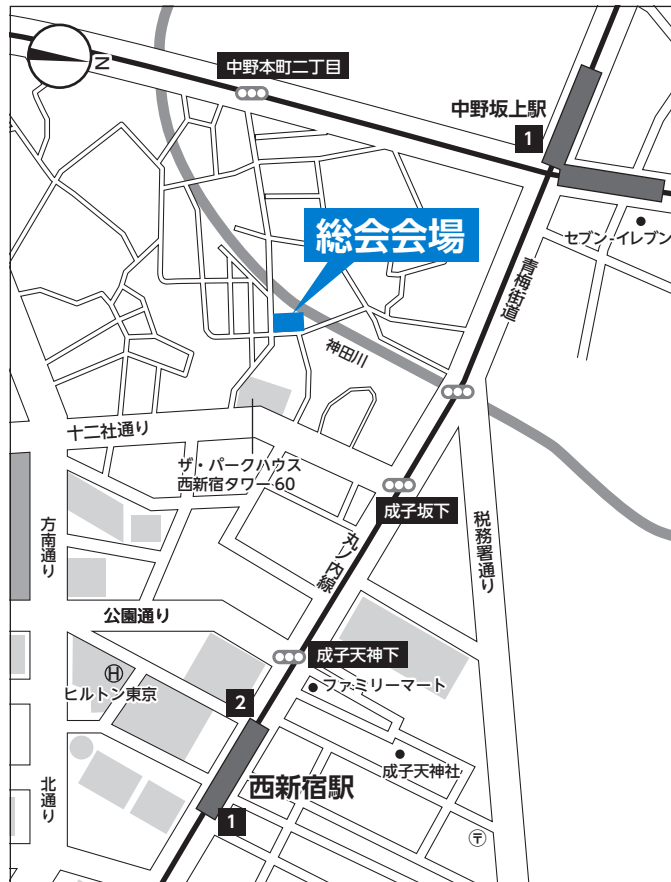 N
中野本町二丁目
中野坂上駅
1
セブン-イレブン
総会会場
青梅街道
神田川
十二社通り
ザ・パークハウス
西新宿タワー60
成子坂下
方南通り
丸ノ内線
税務署通り
公園通り
成子天神下
H
ヒルトン東京
ファミリーマート
2
成子天神社
西新宿駅
北通り
1
〒